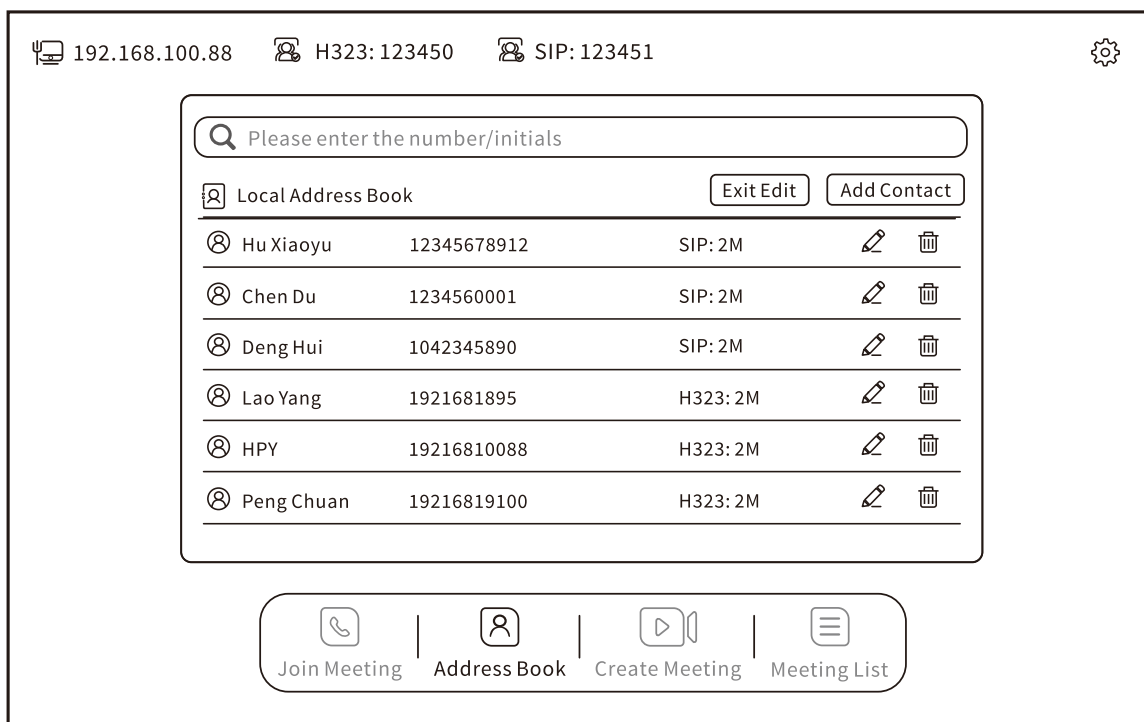 192.168.100.88 H323: 123450 SIP: 123451
Please enter the number/initials
Local Address Book Exit Edit Add Contact
Hu Xiaoyu 12345678912 SIP: 2M
Chen Du 1234560001 SIP: 2M
Deng Hui 1042345890 SIP: 2M
Lao Yang 1921681895 H323: 2M
HPY 19216810088 H323: 2M
Peng Chuan 19216819100 H323: 2M
Join Meeting Address Book Create Meeting Meeting List